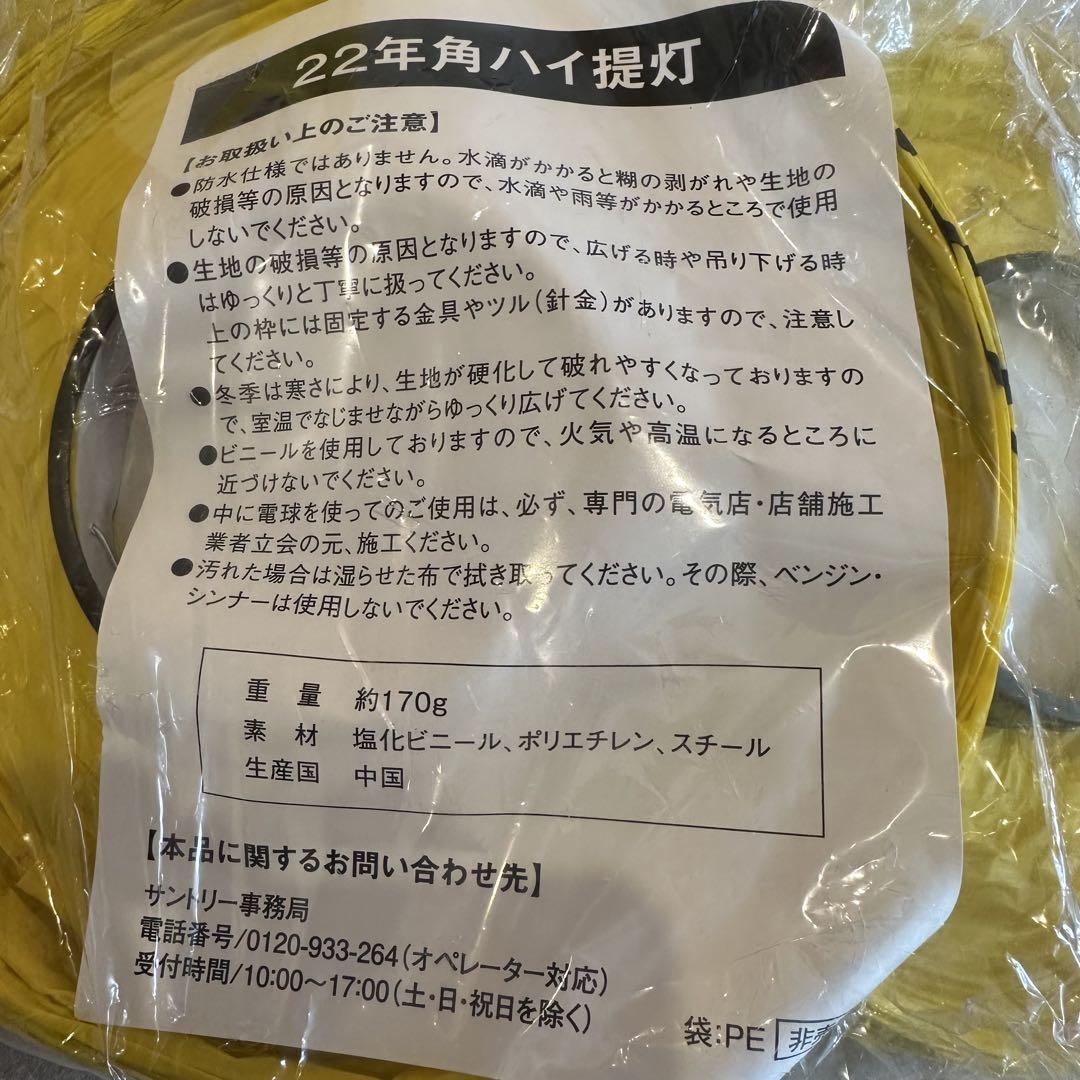 22年角ハイ提灯
【お取扱い上のご注意】
●防水仕様ではありません。水滴がかかると糊の剥がれや生地の
破損等の原因となりますので、水滴や雨等がかかるところで使用
しないでください。
●生地の破損等の原因となりますので、広げる時や吊り下げる時
はゆっくりと丁寧に扱ってください。
上の枠には固定する金具やツル(針金)がありますので、注意し
てください。
●冬季は寒さにより、生地が硬化して破れやすくなっておりますの
で、室温でなじませながらゆっくり広げてください。
●ビニールを使用しておりますので、火気や高温になるところに
近づけないでください。
●中に電球を使ってのご使用は、必ず、専門の電気店・店舗施工
業者立会の元、施工ください。
●汚れた場合は湿らせた布で拭き取ってください。その際、ベンジン・
シンナーは使用しないでください。
重 量 約170g
素 材 塩化ビニール、ポリエチレン、スチール
生産国 中国
【本品に関するお問い合わせ先】
サントリー事務局
電話番号/0120-933-264(オペレーター対応)
受付時間/10:00〜17:00(土・日・祝日を除く)
袋:PE 非